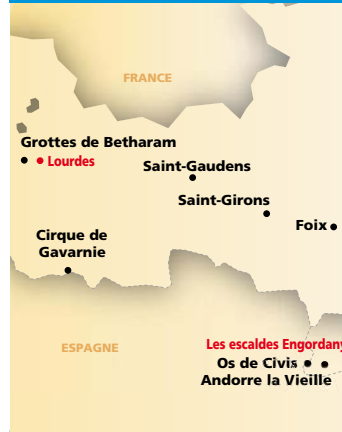 FRANCE
Grottes de Betharam
Lourdes
Saint-Gaudens
Saint-Girons
Foix
Cirque de
Gavarnie
ESPAGNE
Les escaldes Engordany
Os de Civis
Andorre la Vieille